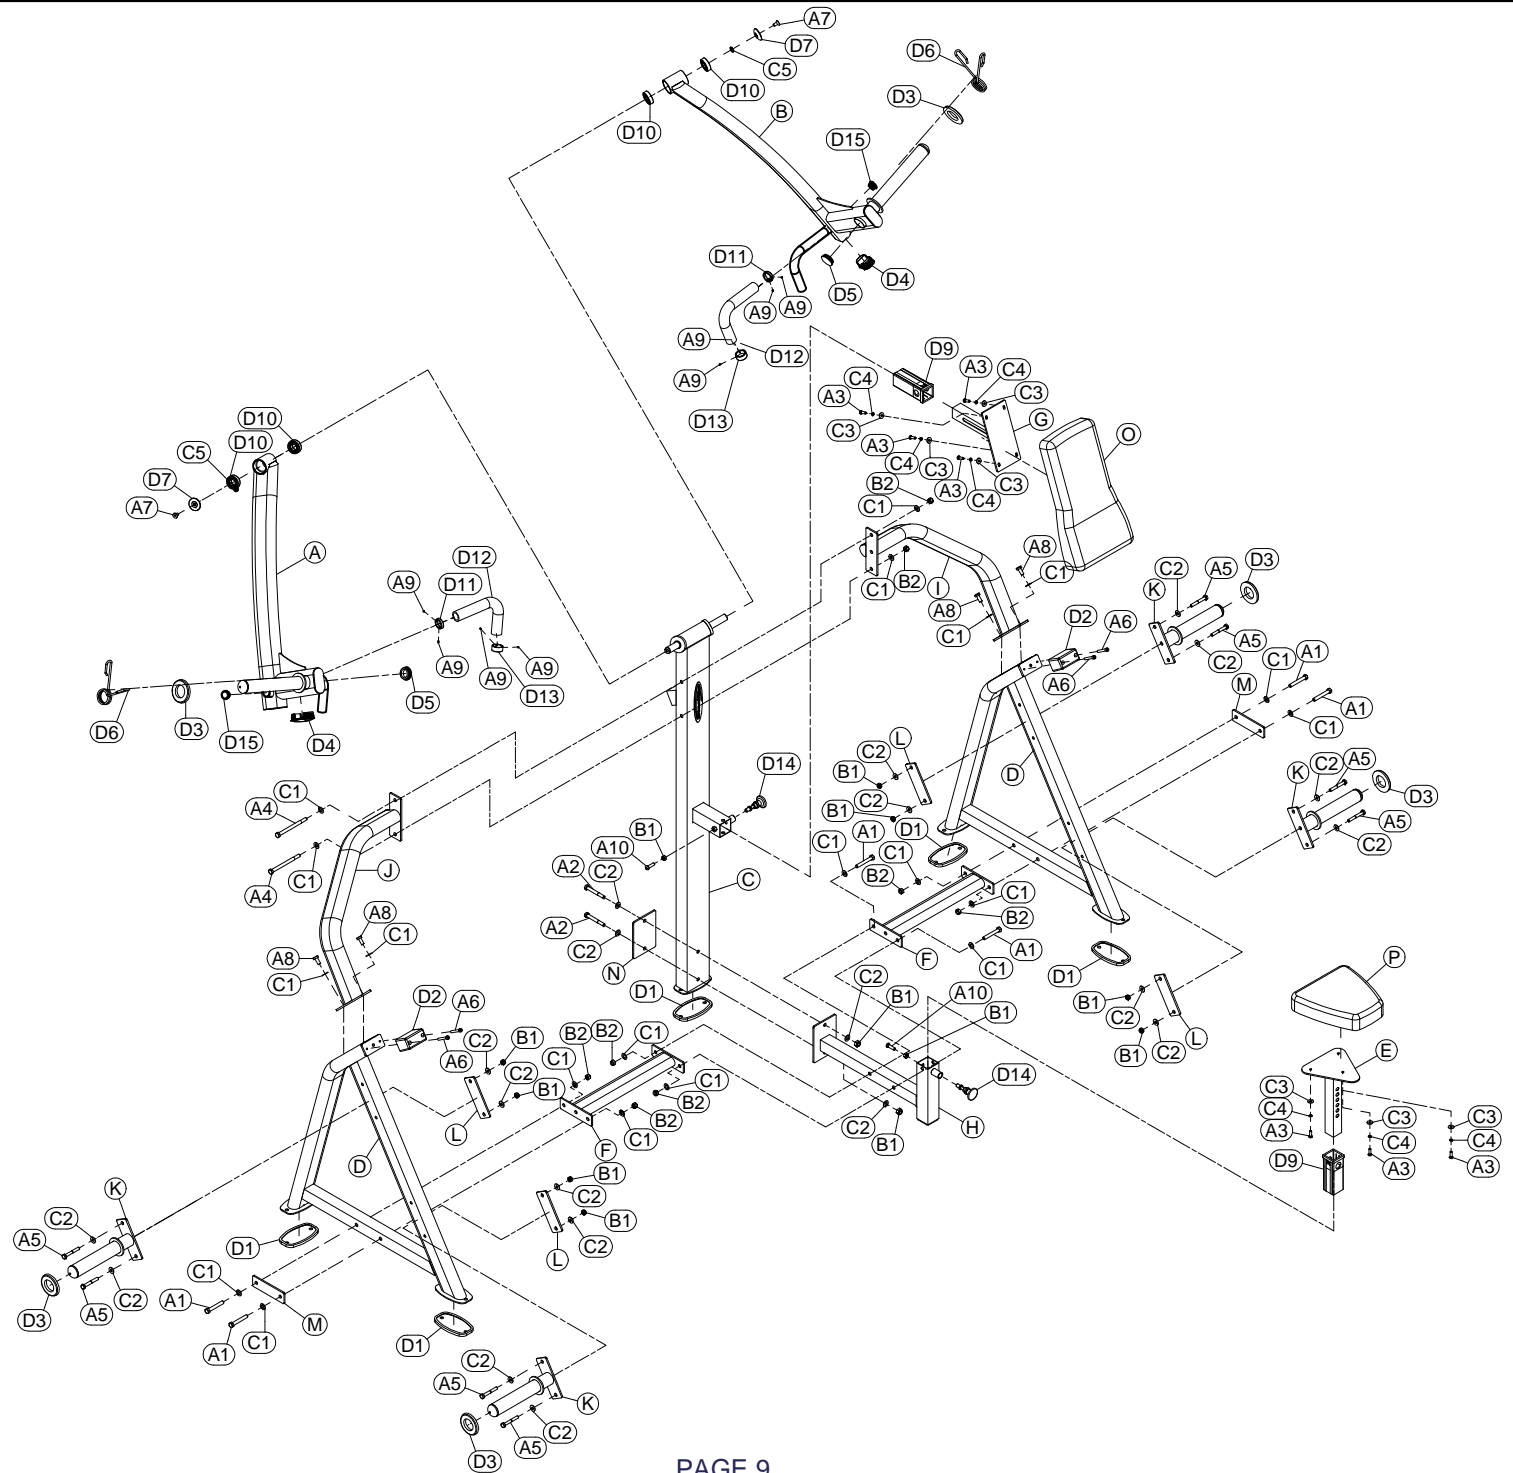 A7
D7
D6
C5
D10
D3
B
D10
D15
D11
D4
D5
A9
A9
A9
D12
D9
A9
A3
C4
C4
C3
A3
D13
D10
C3
G
O
D10
A3
C5
C4
C3
C3
D7
A3
C4
B2
A7
C1
A
D12
A8
D3
C2
A5
C1
B2
C1
A9
D11
I
K
A8
D2
A6
C1
A5
C2
C1
A1
A9
A9
D13
A9
A6
M
D5
D6
D3
D15
D4
L
A1
C1
C2
D14
D
B1
K
C2
A5
C1
C2
D3
A4
B1
D1
A1
B1
C1
A5
A10
C1
C2
A2
C2
B2
C1
J
C
A4
C1
A2
B2
A8
C1
A1
C2
F
C1
A8
N
D1
P
C1
C2
D2
D1
B1
A10
B1
A6
B1
C2
B1
L
B2
B2
C1
C2
A6
B1
C2
E
C1
C2
D14
C1
B1
C3
B2
C3
C3
L
C2
H
B2
C4
C4
C4
C1
B1
F
A3
D
D9
A3
A3
B1
K
C2
C2
B1
A5
D1
L
C2
C1
D3
A5
C2
A1
M
C1
D1
A1
C2
A5
K
C2
A5
D3
PAGE 9